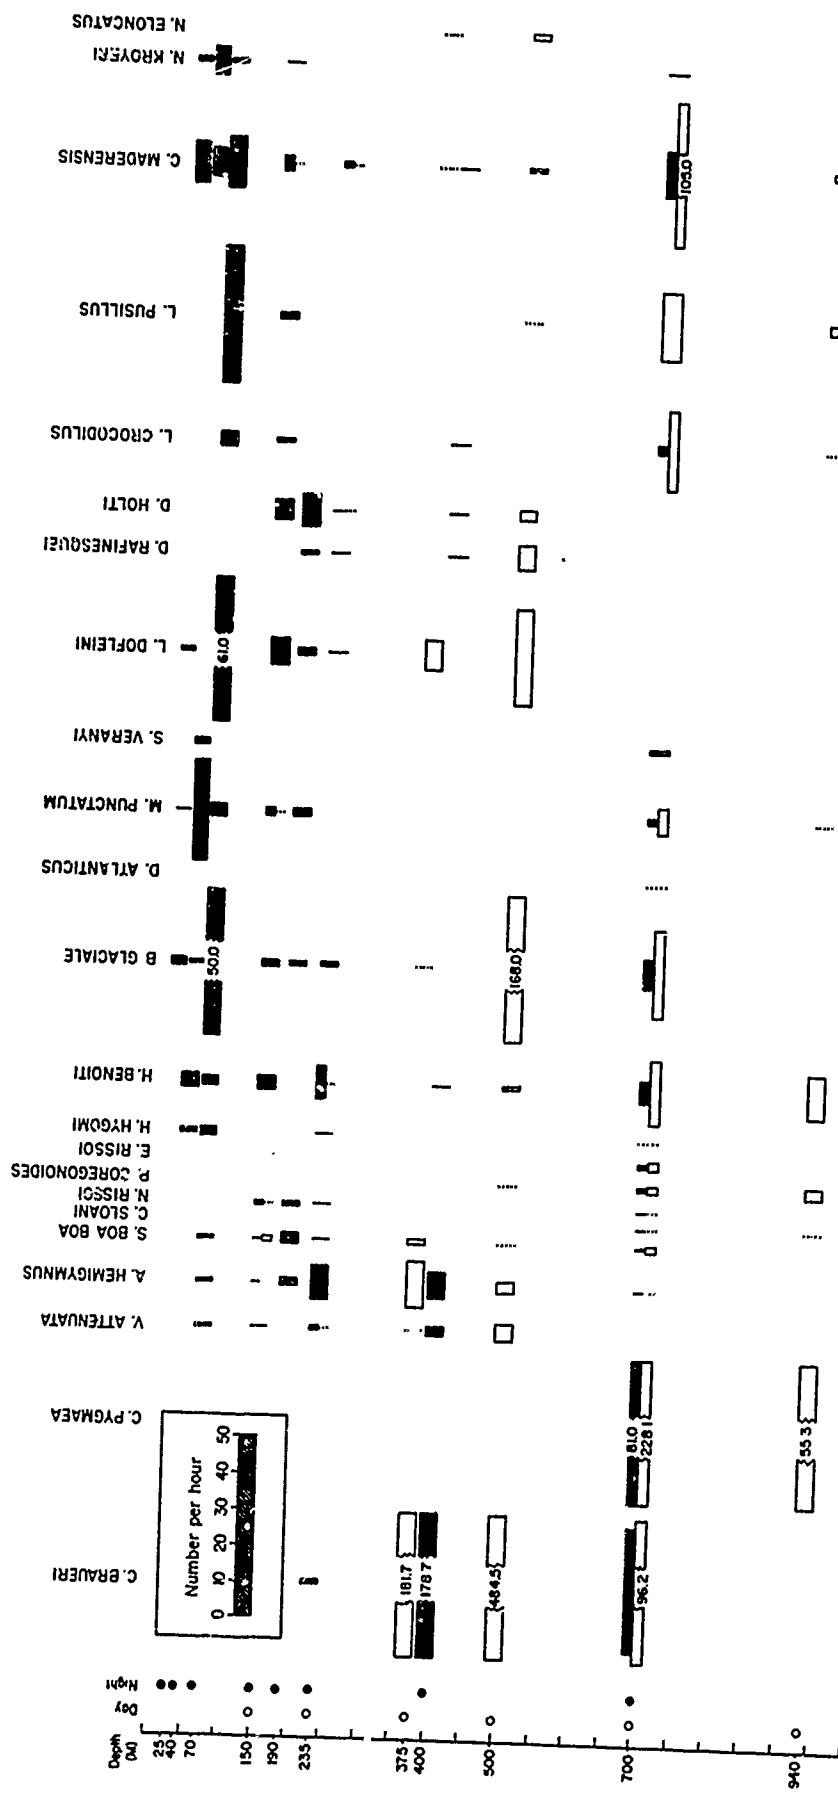 Depth (M)
Day
Night
25
40
70
150
190
235
375
400
500
700
940
Number per hour
0 10 20 30 40 50
C. BRAUERI
C. PYGMAEA
V. ATTENUATA
A. HEMIGYMNUS
S. BOA BOA
C. SLOANI
N. RISSOI
P. COREGONOIDES
E. RISSOI
H. HYGOMI
H. BENOITI
B GLACIALE
D. ATLANTICUS
M. PUNCTATUM
S. VERANYI
L. DOFLEINI
D. RAFINESQUEI
D. HOLTI
L. CROCODILUS
L. PUSILLUS
C. MADERENSIS
N. KROYERI
N. ELONCATUS
181.7
178.7
484.5
96.2
81.0
228.1
55.3
50.0
168.0
61.0
105.0